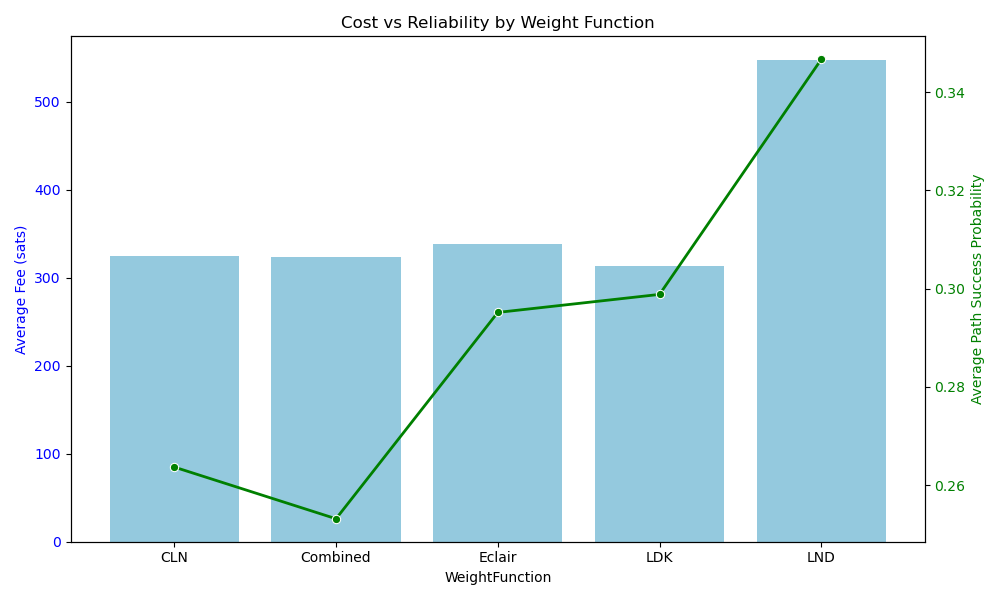 Cost vs Reliability by Weight Function
Average Fee (sats)
500
400
300
200
100
0
CLN
Combined
Eclair
LDK
LND
WeightFunction
0.34
0.32
0.30
0.28
0.26
Average Path Success Probability